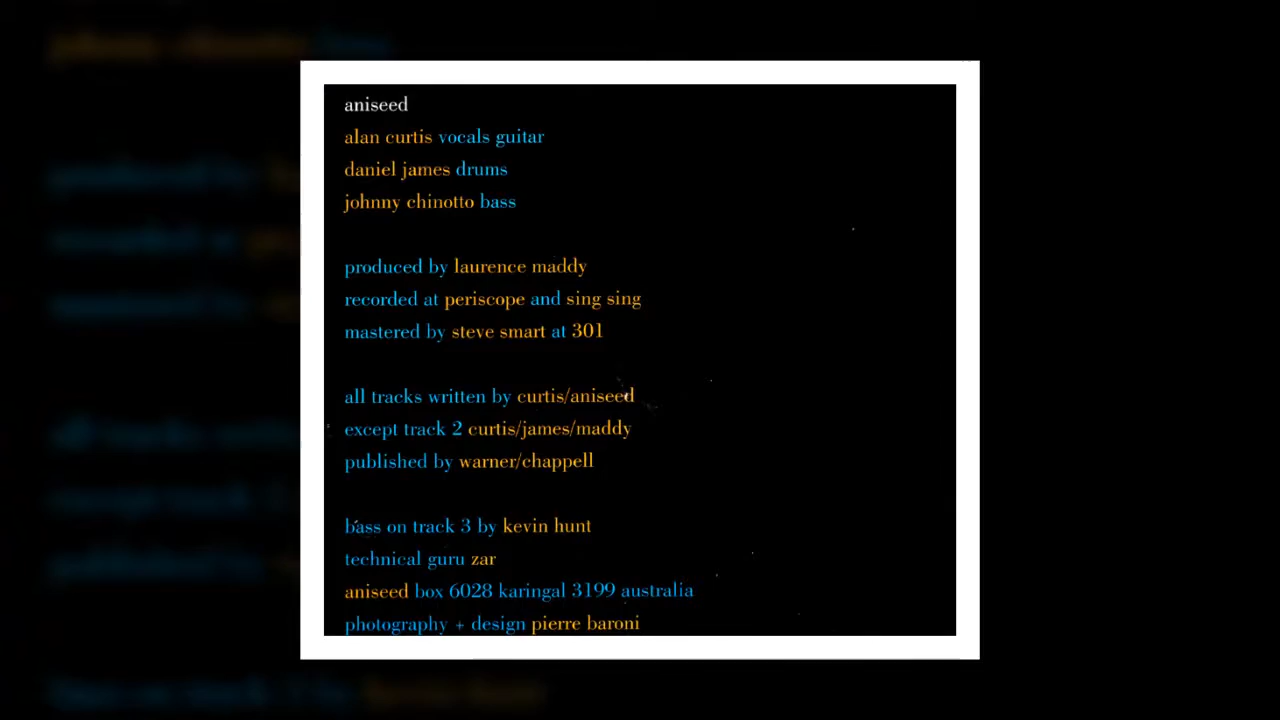 aniseed
alan curtis vocals guitar
daniel james drums
johnny chinotto bass
produced by laurence maddy
recorded at periscope and sing sing
mastered by steve smart at 301
all tracks written by curtis/aniseed
except track 2 curtis/james/maddy
published by warner/chappell
bass on track 3 by kevin hunt
technical guru zar
aniseed box 6028 karingal 3199 australia
photography + design pierre baroni